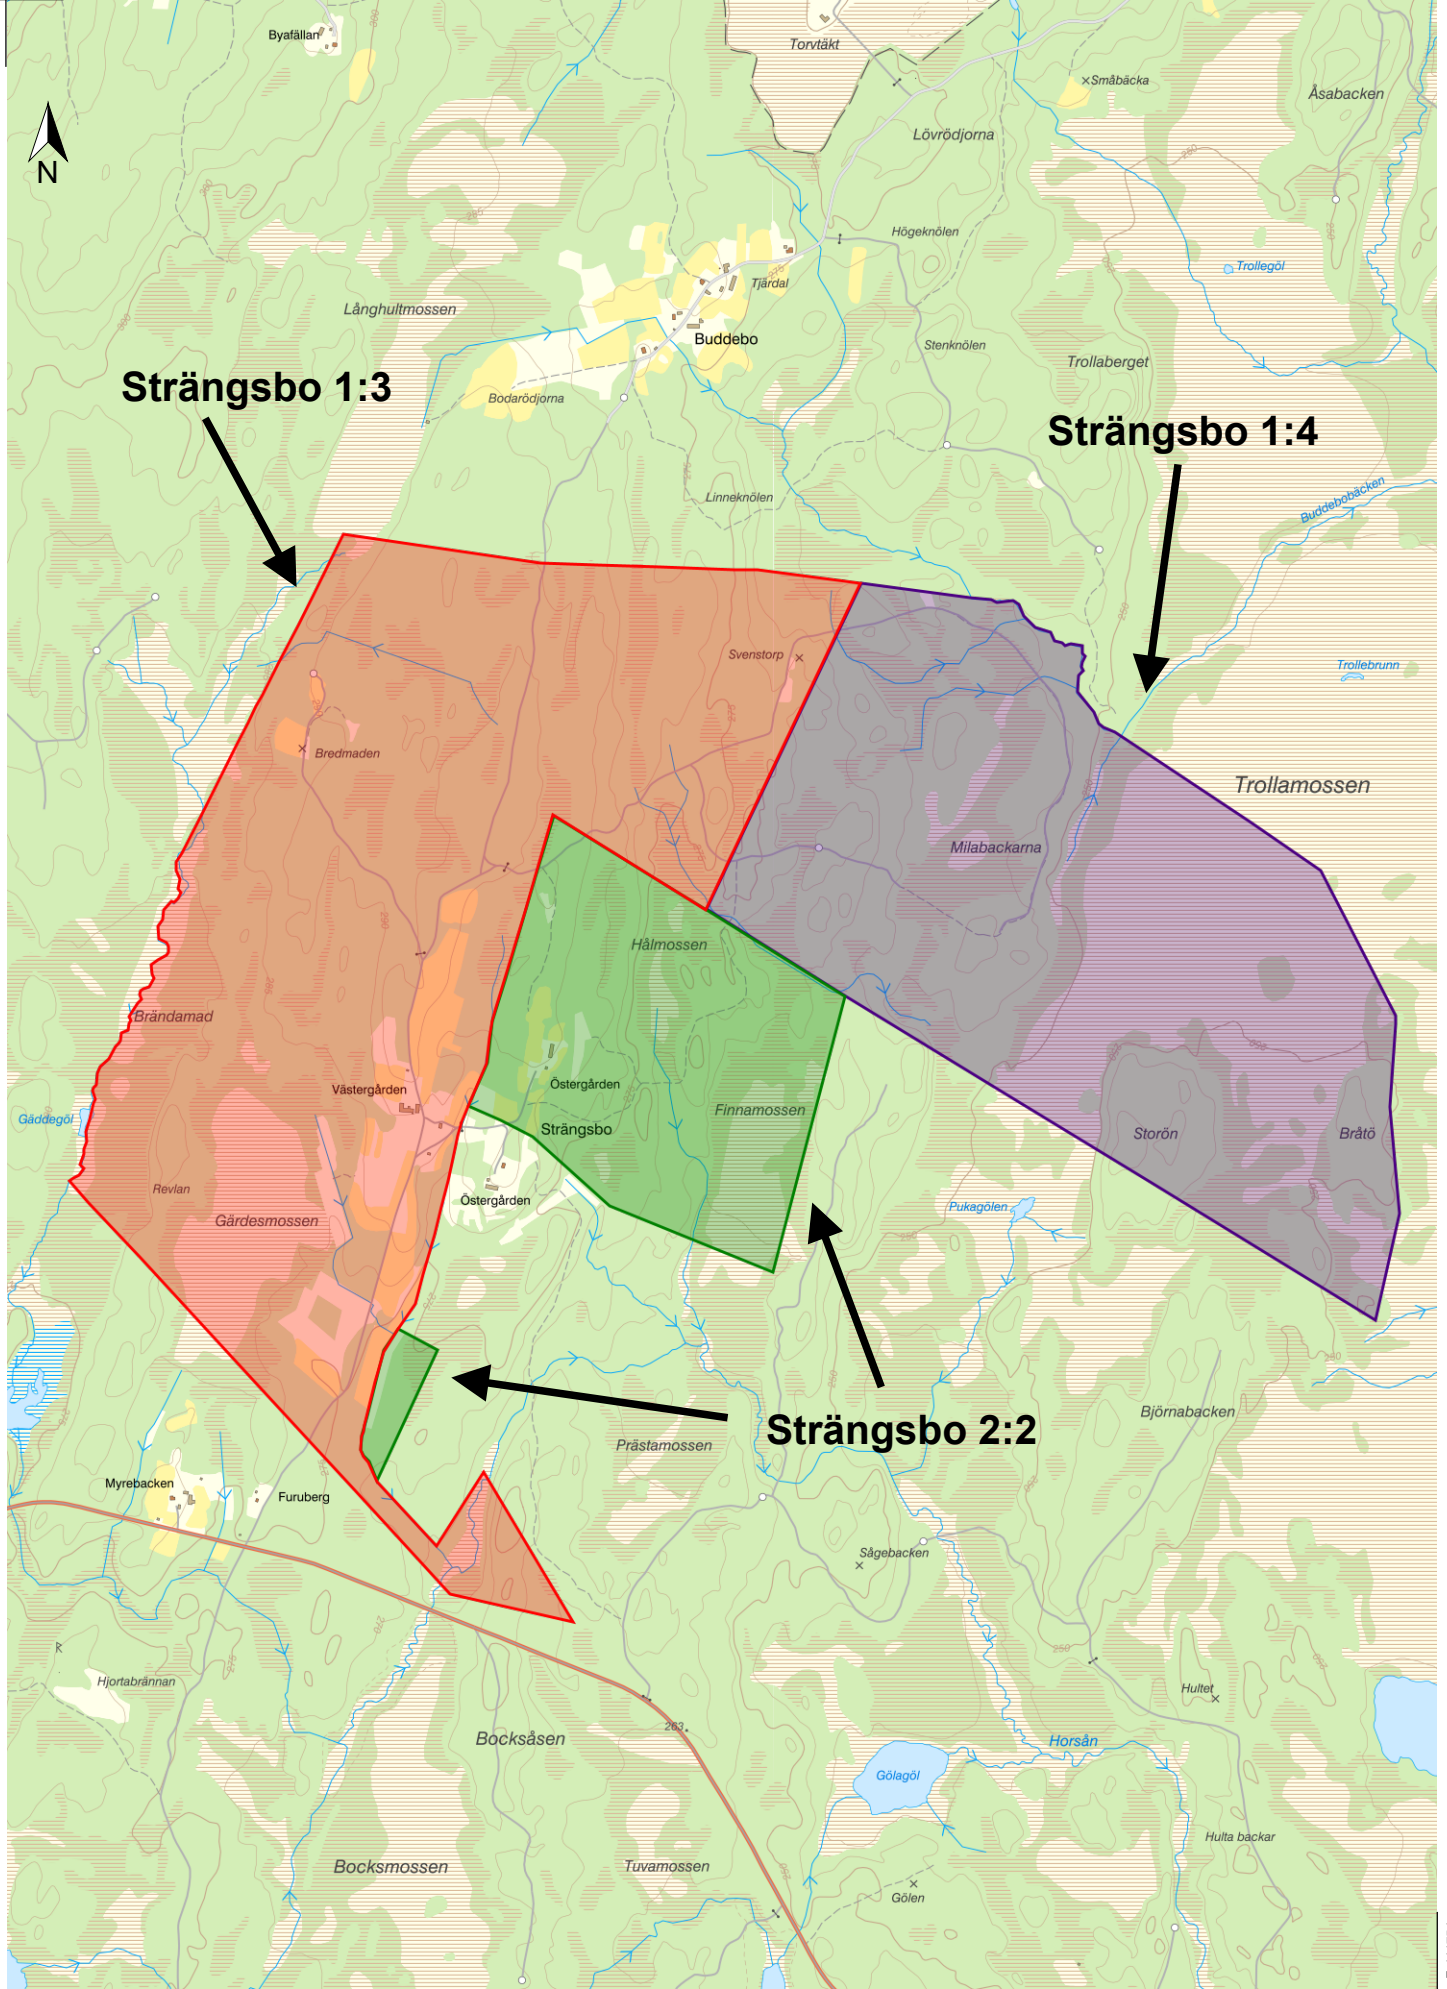 Byafällan
Torvtäkt
Småbäcka
Åsabacken
Lövrödjorna
N
Högeknölen
Trollegöl
Tjärdal
Långhultmossen
Buddebo
Stenknölen
Trollaberget
Strängsbo 1:3
Bodarödjorna
Strängsbo 1:4
Linneknölen
Buddebobäcken
Svenstorp
Trollebrunn
Bredmaden
Trollamossen
Milabackarna
Hålmossen
Brändamad
Västergården
Östergården
Finnamossen
Gäddegöl
Strängsbo
Storön
Bråtö
Revlan
Östergården
Pukagölen
Gärdesmossen
Björnabacken
Strängsbo 2:2
Prästamossen
Myrebacken
Furuberg
Sågebacken
Hjortabrännan
Hultet
263
Bocksåsen
Horsån
Gölagöl
Hulta backar
Bocksmossen
Tuvamossen
Gölen